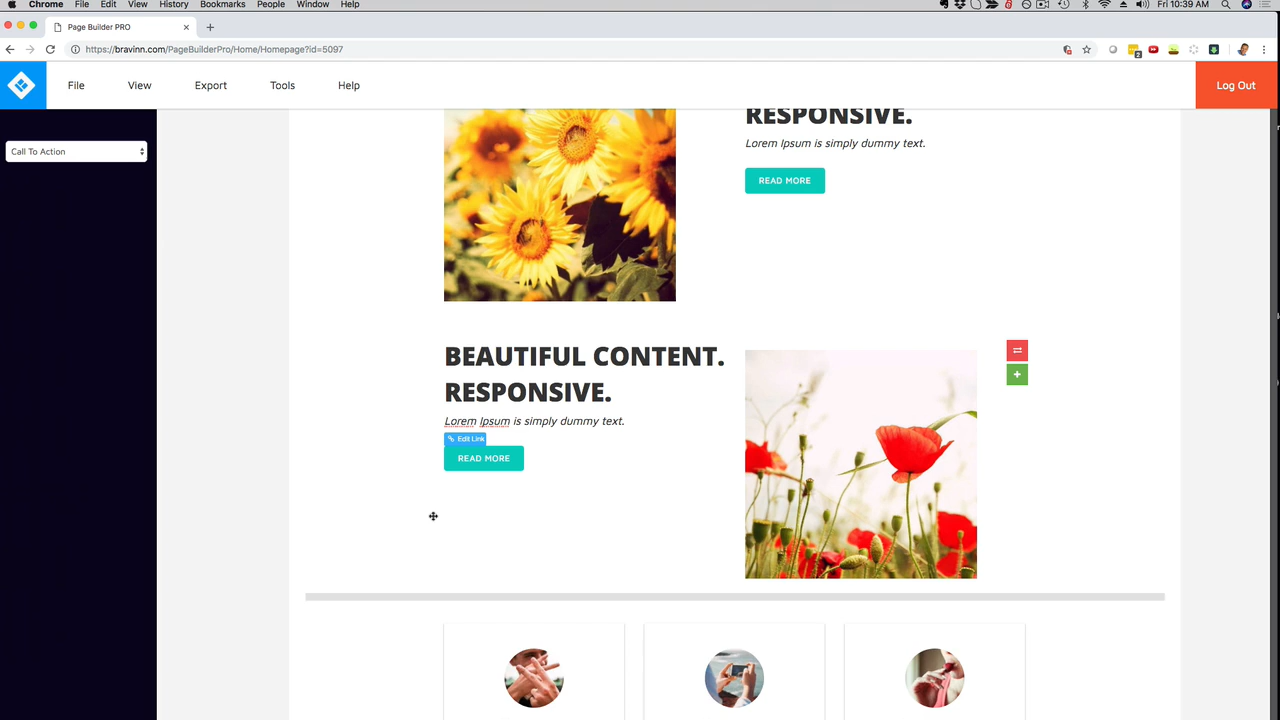 Chrome File Edit View History Bookmarks People Window Help Fri 10:39 AM
Page Builder PRO
https://bravinn.com/PageBuilderPro/Home/Homepage?id=5097
2
File View Export Tools Help Log Out
Call To Action
RESPONSIVE.
Lorem Ipsum is simply dummy text.
READ MORE
BEAUTIFUL CONTENT.
RESPONSIVE.
Lorem Ipsum is simply dummy text.
Edit Link
READ MORE